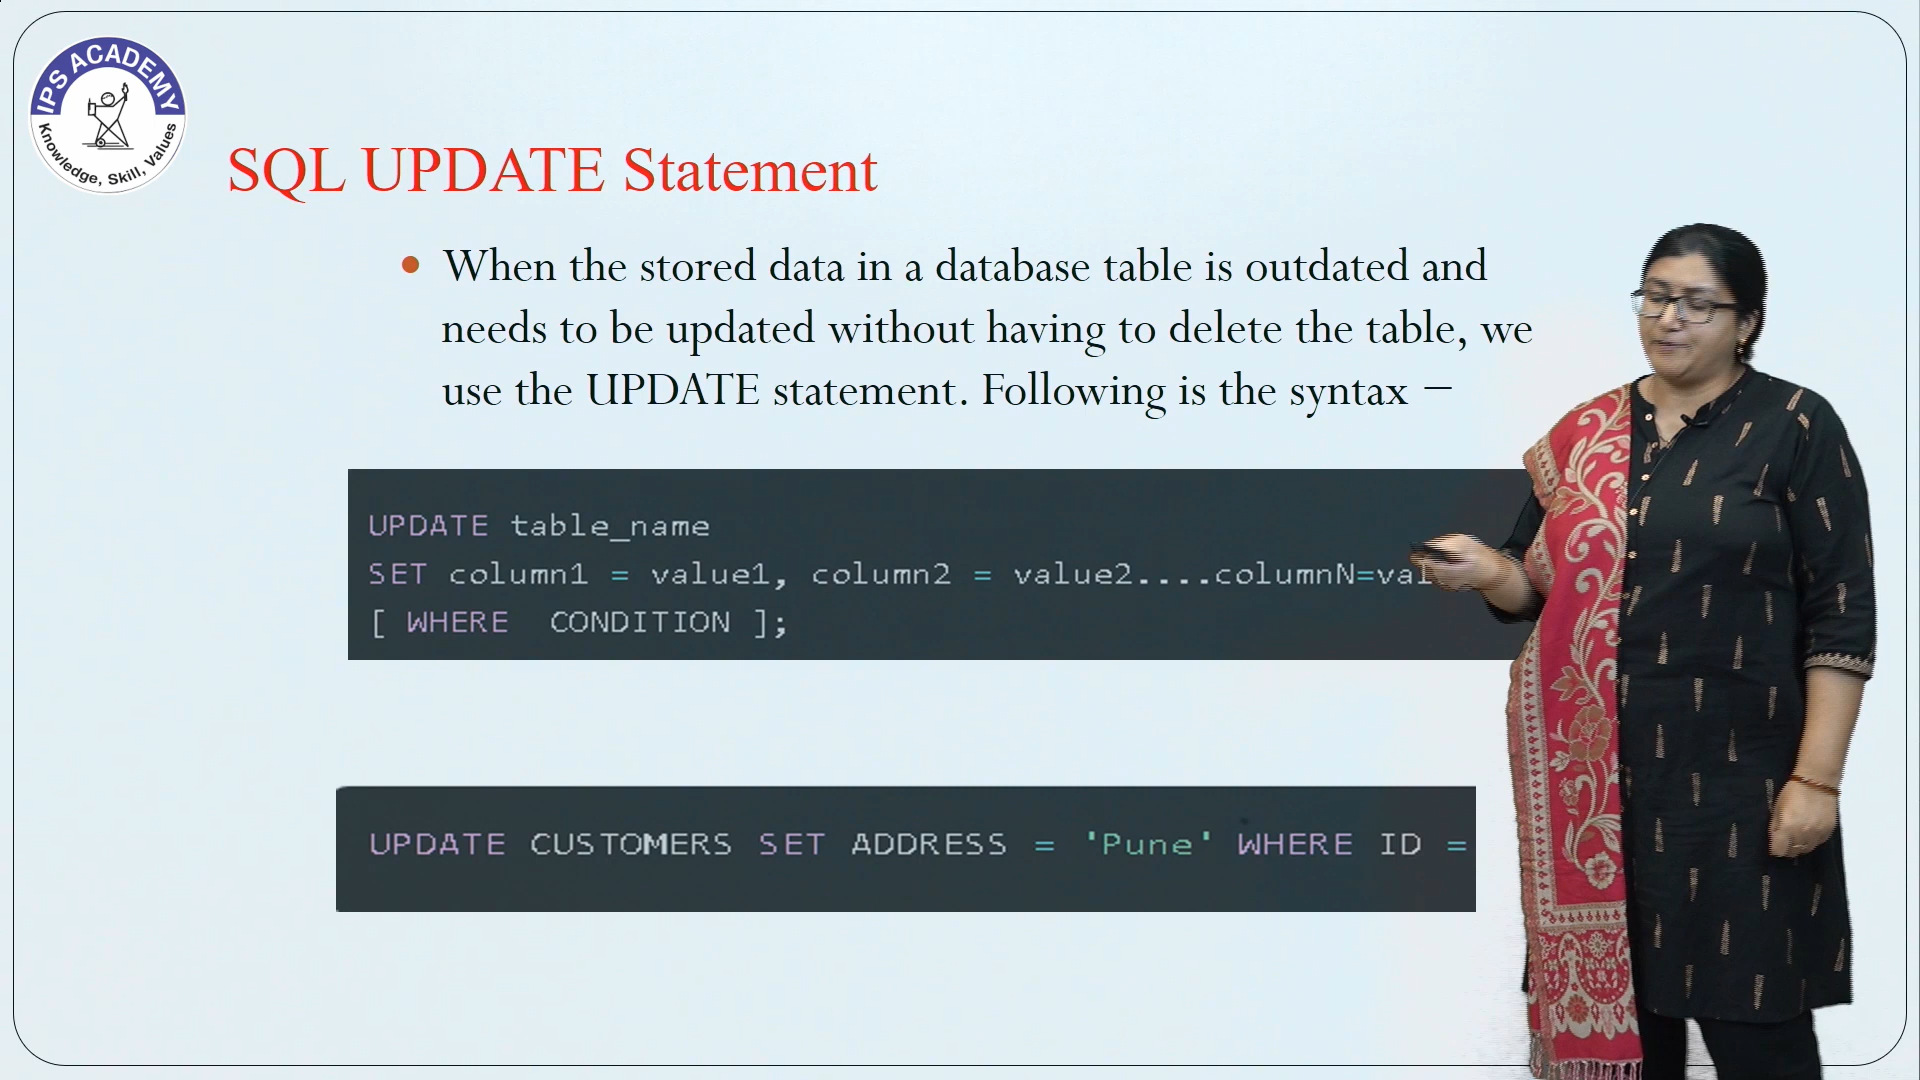 IPS ACADEMY
Knowledge, Skill, Values
SQL UPDATE Statement
• When the stored data in a database table is outdated and
needs to be updated without having to delete the table, we
use the UPDATE statement. Following is the syntax –
UPDATE table_name
SET column1 = value1, column2 = value2....columnN=val
[ WHERE CONDITION ];
UPDATE CUSTOMERS SET ADDRESS = 'Pune' WHERE ID =